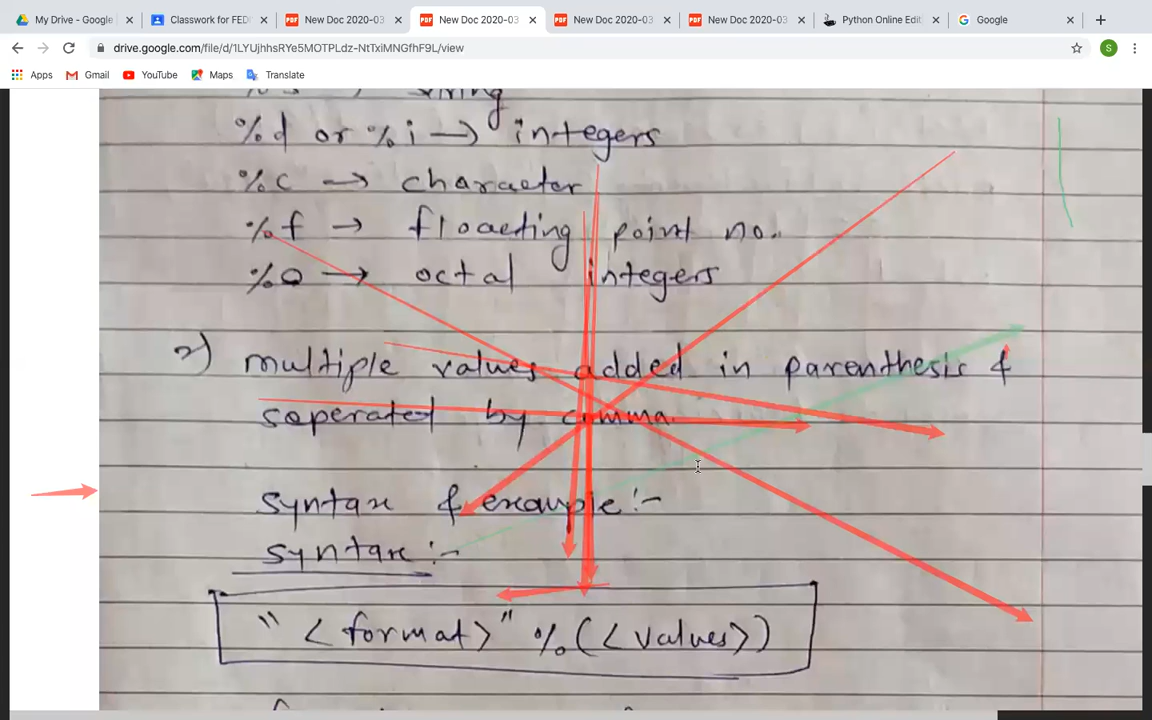 My Drive - Google
Classwork for FED
New Doc 2020-03
New Doc 2020-03
New Doc 2020-03
New Doc 2020-03
Python Online Edit
Google
drive.google.com/file/d/1LYUjhhsRYe5MOTPLdz-NtTxiMNGfhF9L/view
S
Apps
Gmail
YouTube
Maps
Translate
string
%d or %i → integers
%c → character
%f → floaeting point no.
%o → octal integers
2) multiple values added in parenthesis &
seperated by comma.
syntax & example :-
syntax :-
"<format>" %(<values>)